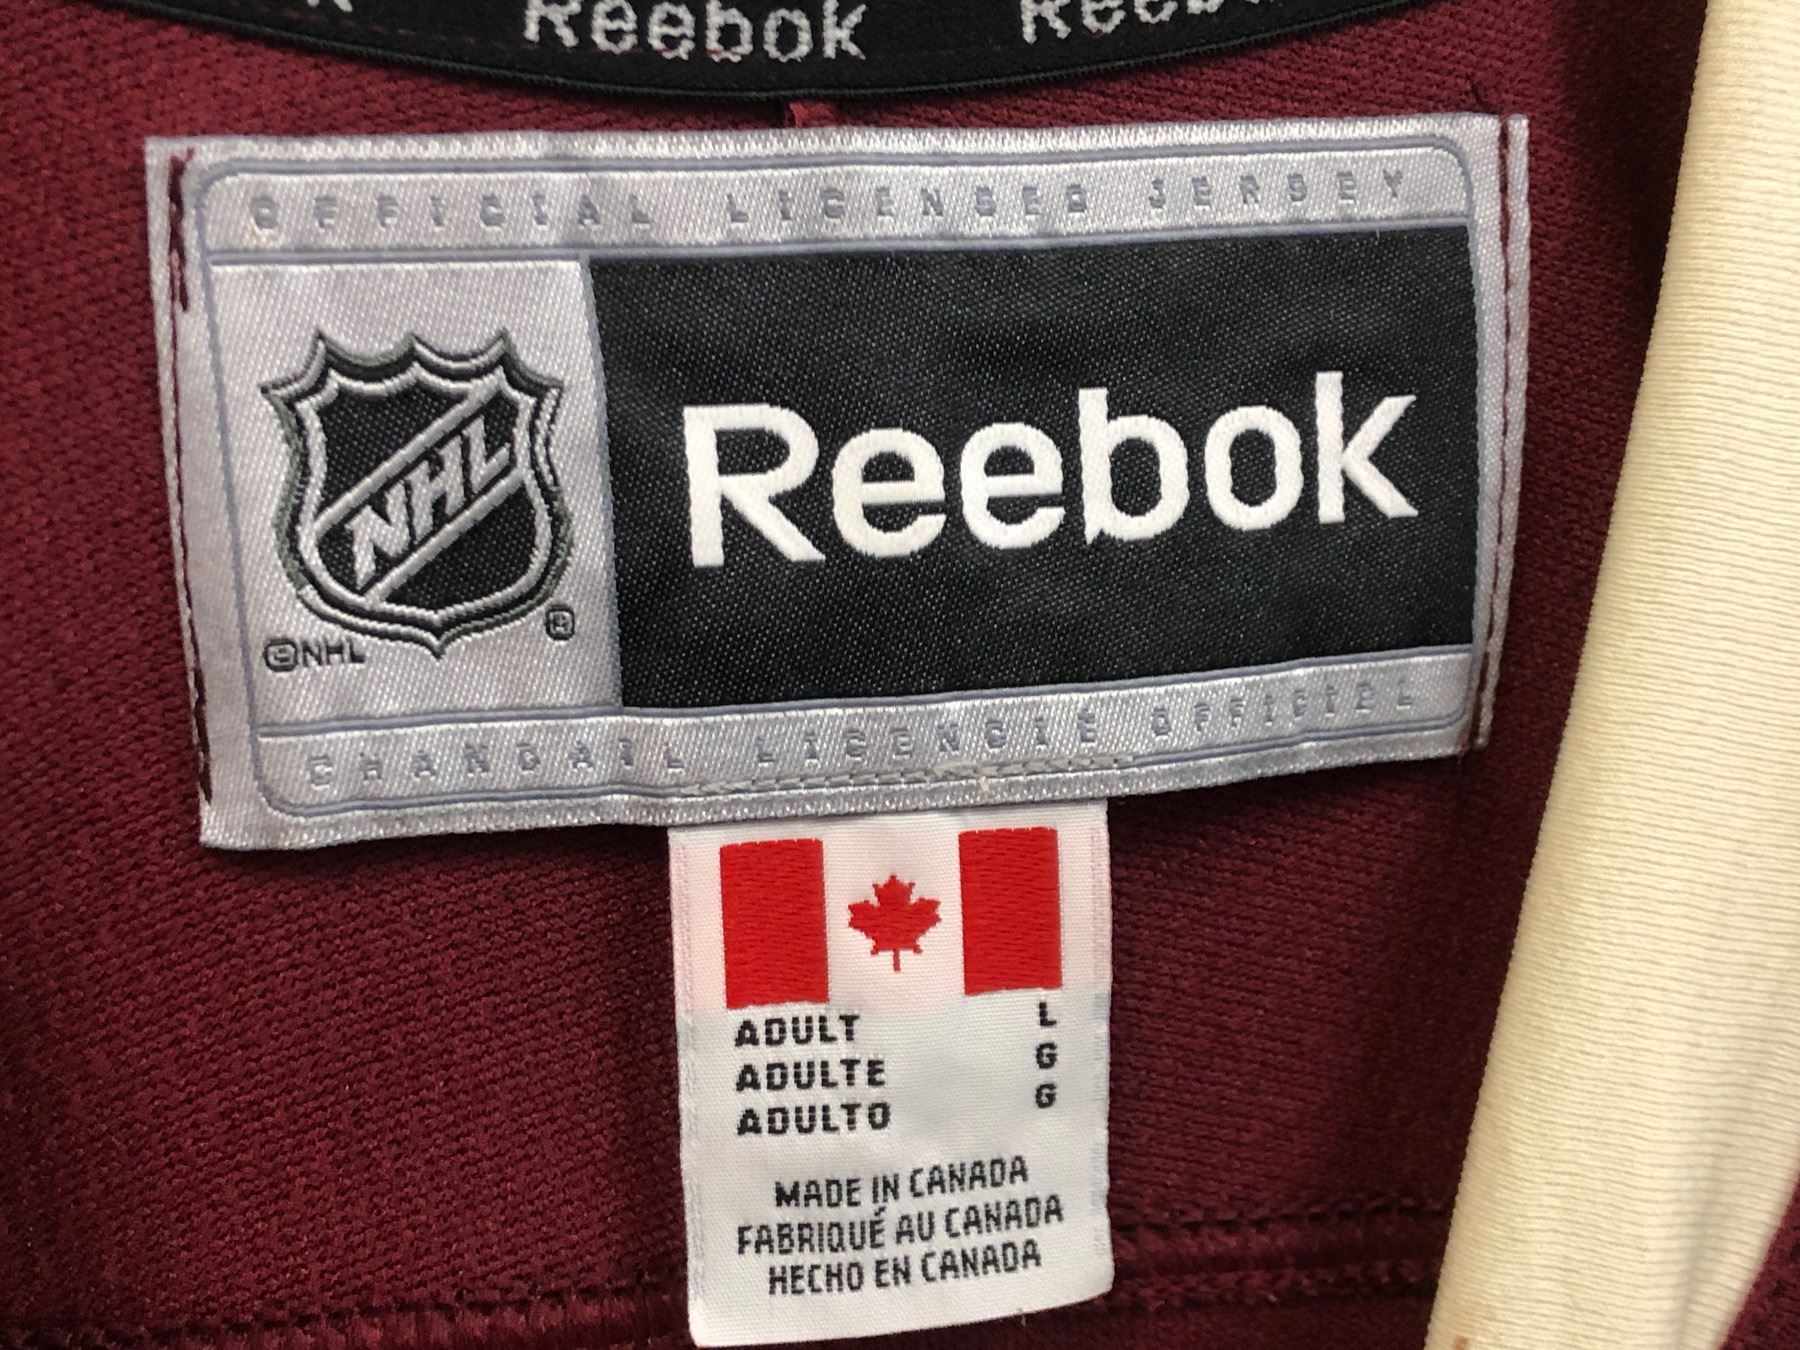 Reebok
Reeb
OFFICIAL LICENSED JERSEY
NHL
Reebok
®
©NHL
CHANDAIL LICENCIÉ OFFICIEL
ADULT L
ADULTE G
ADULTO G
MADE IN CANADA
FABRIQUÉ AU CANADA
HECHO EN CANADA